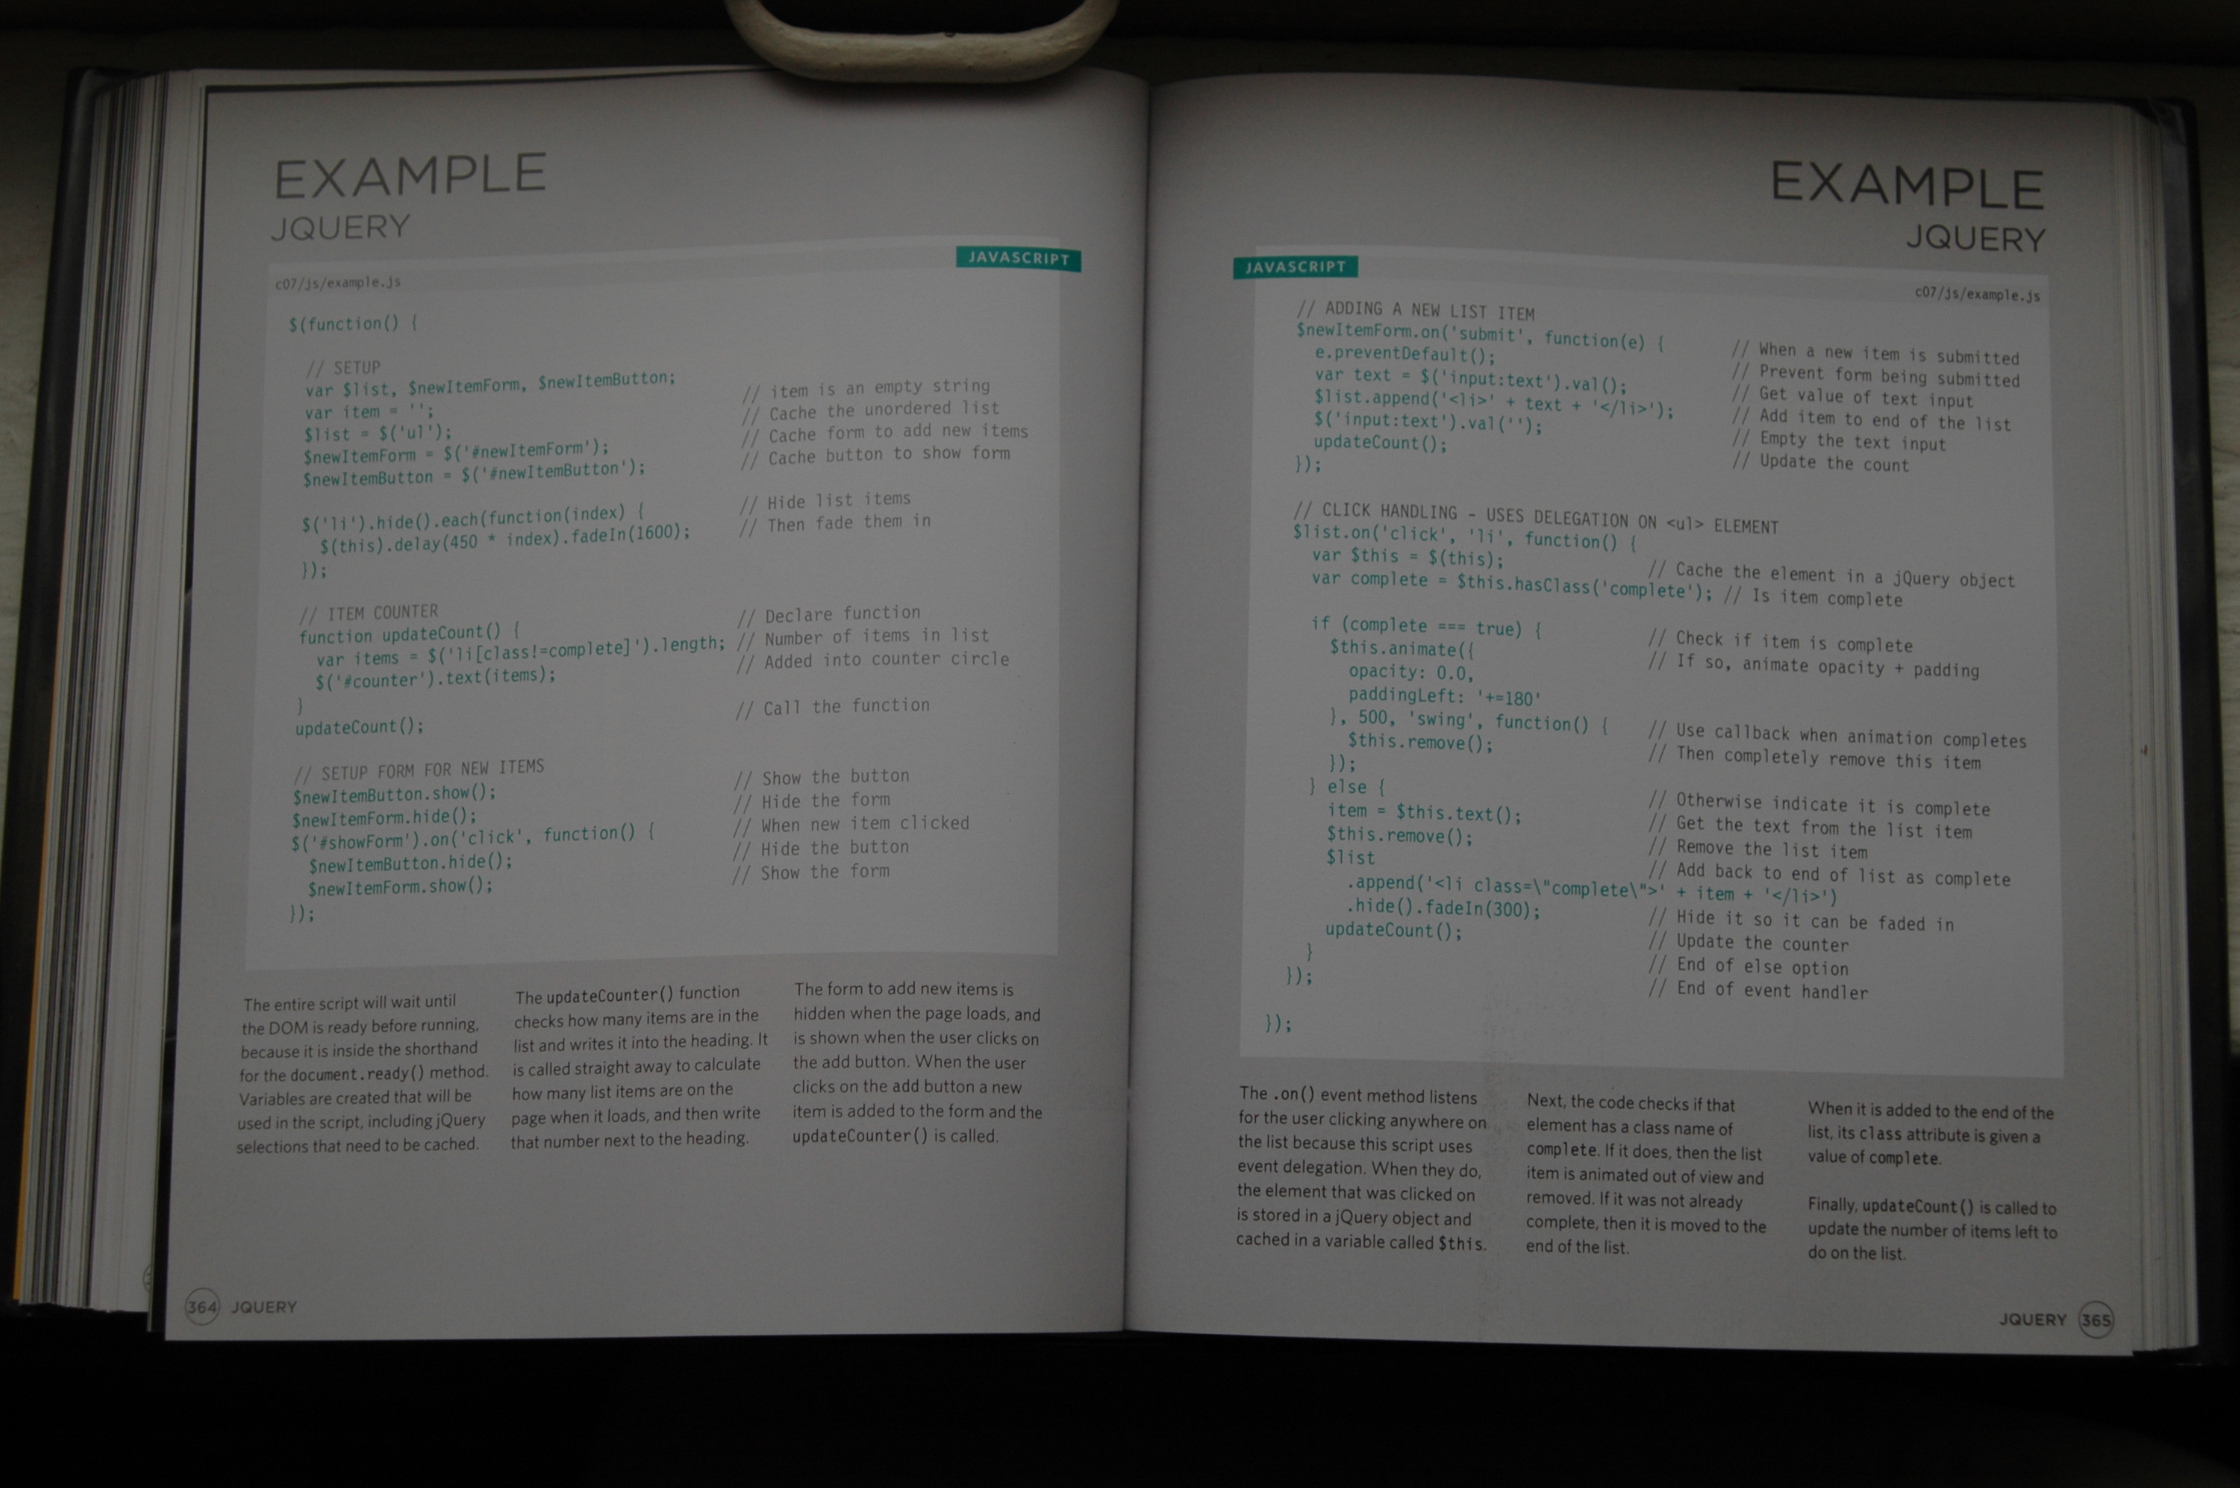 EXAMPLE
JQUERY
JAVASCRIPT
c07/js/example.js
$(function() {
// SETUP
var $list, $newItemForm, $newItemButton;
var item = ''; // item is an empty string
$list = $('ul'); // Cache the unordered list
$newItemForm = $('#newItemForm'); // Cache form to add new items
$newItemButton = $('#newItemButton'); // Cache button to show form
$('li').hide().each(function(index) { // Hide list items
$(this).delay(450 * index).fadeIn(1600); // Then fade them in
});
// ITEM COUNTER
function updateCount() { // Declare function
var items = $('li[class!=complete]').length; // Number of items in list
$('#counter').text(items); // Added into counter circle
}
updateCount(); // Call the function
// SETUP FORM FOR NEW ITEMS
$newItemButton.show(); // Show the button
$newItemForm.hide(); // Hide the form
$('#showForm').on('click', function() { // When new item clicked
$newItemButton.hide(); // Hide the button
$newItemForm.show(); // Show the form
});
The entire script will wait until
the DOM is ready before running,
because it is inside the shorthand
for the document.ready() method.
Variables are created that will be
used in the script, including jQuery
selections that need to be cached.
The updateCounter() function
checks how many items are in the
list and writes it into the heading. It
is called straight away to calculate
how many list items are on the
page when it loads, and then write
that number next to the heading.
The form to add new items is
hidden when the page loads, and
is shown when the user clicks on
the add button. When the user
clicks on the add button a new
item is added to the form and the
updateCounter() is called.
364 JQUERY
EXAMPLE
JQUERY
JAVASCRIPT
c07/js/example.js
// ADDING A NEW LIST ITEM
$newItemForm.on('submit', function(e) { // When a new item is submitted
e.preventDefault(); // Prevent form being submitted
var text = $('input:text').val(); // Get value of text input
$list.append('<li>' + text + '</li>'); // Add item to end of the list
$('input:text').val(''); // Empty the text input
updateCount(); // Update the count
});
// CLICK HANDLING - USES DELEGATION ON <ul> ELEMENT
$list.on('click', 'li', function() {
var $this = $(this); // Cache the element in a jQuery object
var complete = $this.hasClass('complete'); // Is item complete
if (complete === true) { // Check if item is complete
$this.animate({ // If so, animate opacity + padding
opacity: 0.0,
paddingLeft: '+=180'
}, 500, 'swing', function() { // Use callback when animation completes
$this.remove(); // Then completely remove this item
});
} else { // Otherwise indicate it is complete
item = $this.text(); // Get the text from the list item
$this.remove(); // Remove the list item
$list // Add back to end of list as complete
.append('<li class=\"complete\">' + item + '</li>')
.hide().fadeIn(300); // Hide it so it can be faded in
updateCount(); // Update the counter
} // End of else option
}); // End of event handler
});
The .on() event method listens
for the user clicking anywhere on
the list because this script uses
event delegation. When they do,
the element that was clicked on
is stored in a jQuery object and
cached in a variable called $this.
Next, the code checks if that
element has a class name of
complete. If it does, then the list
item is animated out of view and
removed. If it was not already
complete, then it is moved to the
end of the list.
When it is added to the end of the
list, its class attribute is given a
value of complete.
Finally, updateCount() is called to
update the number of items left to
do on the list.
JQUERY 365